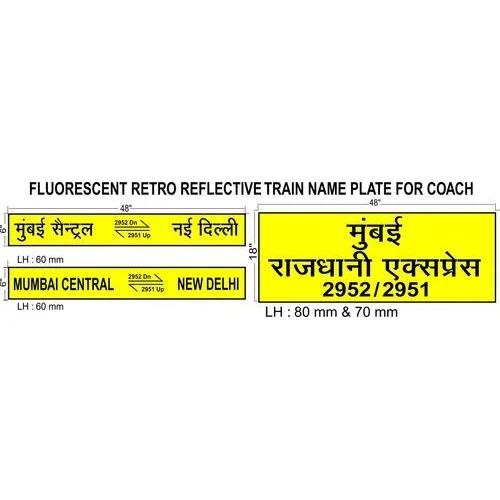 FLUORESCENT RETRO REFLECTIVE TRAIN NAME PLATE FOR COACH
48"
6"
मुंबई सैन्ट्रल 2952 Dn 2951 Up नई दिल्ली
LH : 60 mm
6"
MUMBAI CENTRAL 2952 Dn 2951 Up NEW DELHI
LH : 60 mm
48"
18"
मुंबई
राजधानी एक्सप्रेस
2952/2951
LH : 80 mm & 70 mm